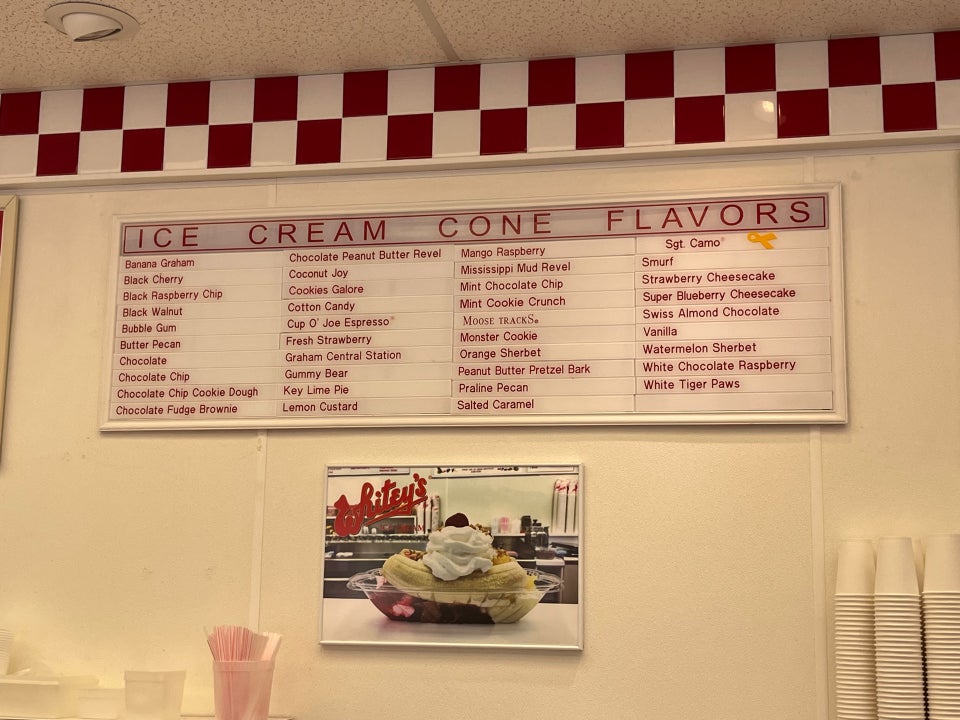 ICE CREAM CONE FLAVORS
Banana Graham
Black Cherry
Black Raspberry Chip
Black Walnut
Bubble Gum
Butter Pecan
Chocolate
Chocolate Chip
Chocolate Chip Cookie Dough
Chocolate Fudge Brownie
Chocolate Peanut Butter Revel
Coconut Joy
Cookies Galore
Cotton Candy
Cup O' Joe Espresso®
Fresh Strawberry
Graham Central Station
Gummy Bear
Key Lime Pie
Lemon Custard
Mango Raspberry
Mississippi Mud Revel
Mint Chocolate Chip
Mint Cookie Crunch
MOOSE TRACKS®
Monster Cookie
Orange Sherbet
Peanut Butter Pretzel Bark
Praline Pecan
Salted Caramel
Sgt. Camo®
Smurf
Strawberry Cheesecake
Super Blueberry Cheesecake
Swiss Almond Chocolate
Vanilla
Watermelon Sherbet
White Chocolate Raspberry
White Tiger Paws
Whitey's